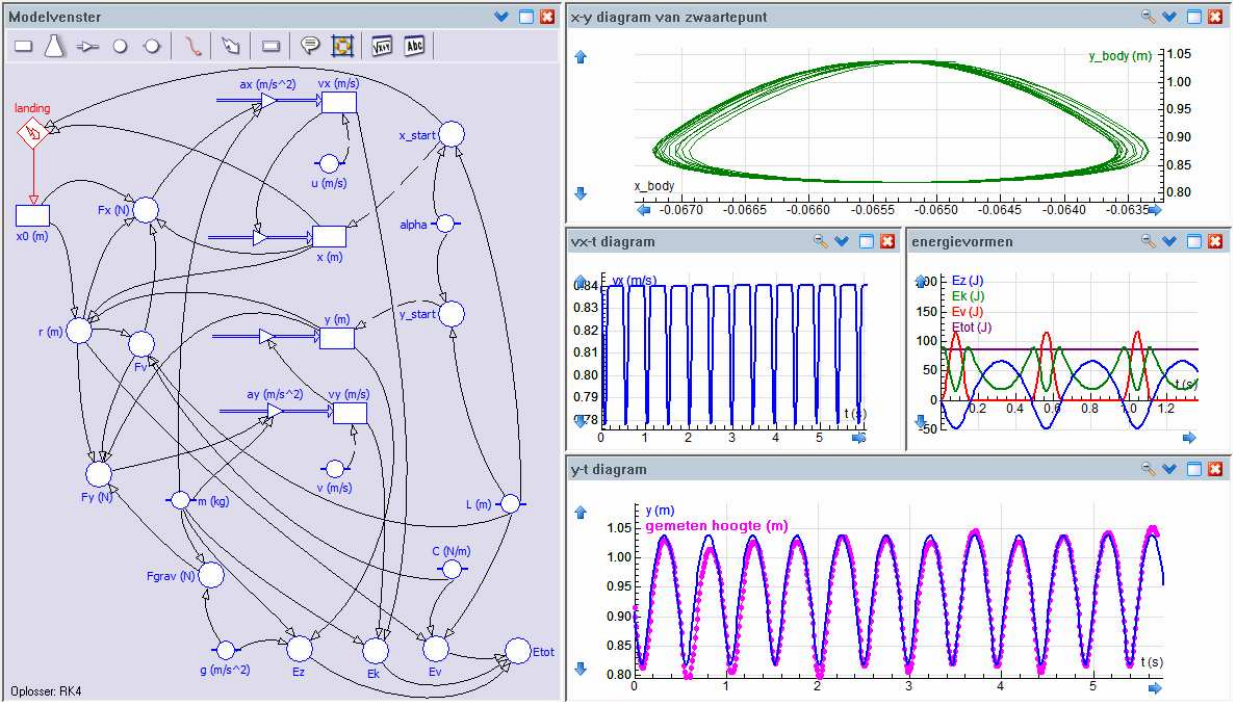 Modelvenster
√x+y
Abc
landing
ax (m/s^2)
vx (m/s)
x_start
u (m/s)
x0 (m)
Fx (N)
alpha
x (m)
r (m)
y (m)
y_start
Fv
ay (m/s^2)
vy (m/s)
v (m/s)
Fy (N)
m (kg)
L (m)
C (N/m)
Fgrav (N)
g (m/s^2)
Ez
Ek
Ev
Etot
Oplosser: RK4
x-y diagram van zwaartepunt
y_body (m)
1.05
1.00
0.95
0.90
0.85
0.80
x_body
-0.0670 -0.0665 -0.0660 -0.0655 -0.0650 -0.0645 -0.0640 -0.0635
vx-t diagram
vx (m/s)
0.84
0.83
0.82
0.81
0.80
0.79
0.78
t (s)
0 1 2 3 4 5 6
energievormen
Ez (J)
Ek (J)
Ev (J)
Etot (J)
200
150
100
50
0
-50
t (s)
0.2 0.4 0.6 0.8 1.0 1.2
y-t diagram
y (m)
gemeten hoogte (m)
1.05
1.00
0.95
0.90
0.85
0.80
t (s)
0 1 2 3 4 5